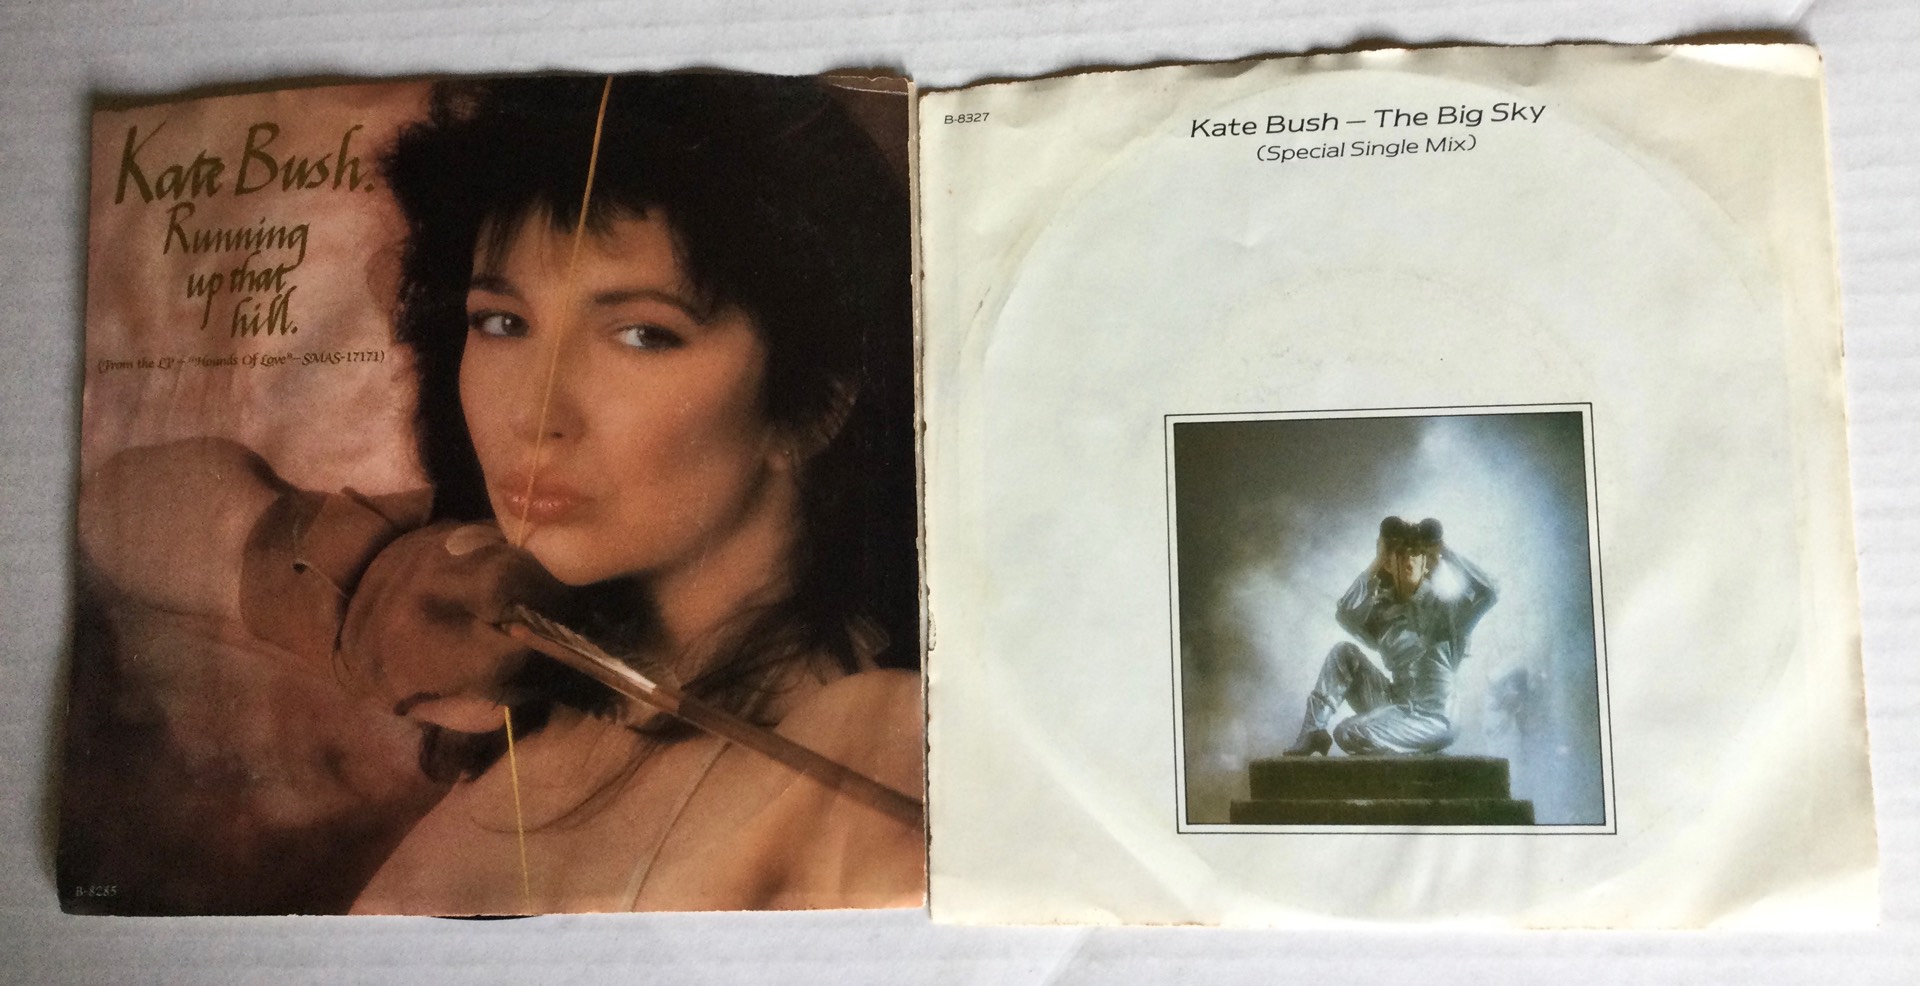 Kate Bush.
Running
up that
hill.
(From the LP - "Hounds Of Love" - SMAS-17171)
B-8285
B-8327
Kate Bush — The Big Sky
(Special Single Mix)